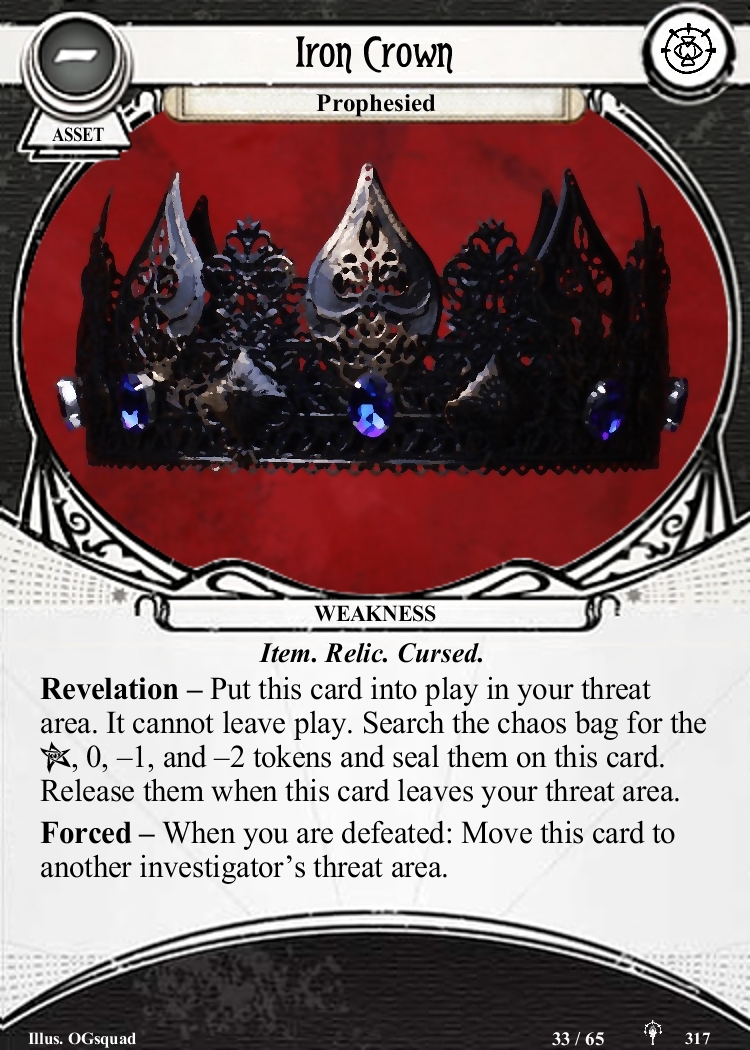 –
Iron Crown
Prophesied
ASSET
WEAKNESS
Item. Relic. Cursed.
Revelation – Put this card into play in your threat
area. It cannot leave play. Search the chaos bag for the
, 0, –1, and –2 tokens and seal them on this card.
Release them when this card leaves your threat area.
Forced – When you are defeated: Move this card to
another investigator’s threat area.
Illus. OGsquad
33 / 65
317